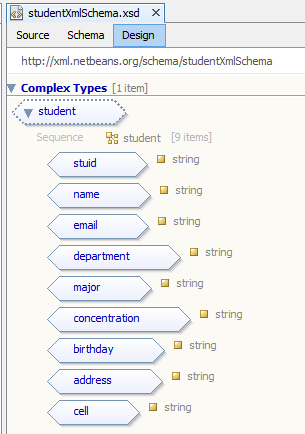 studentXmlSchema.xsd
Source Schema Design
http://xml.netbeans.org/schema/studentXmlSchema
Complex Types [1 item]
student
Sequence student [9 items]
stuid string
name string
email string
department string
major string
concentration string
birthday string
address string
cell string